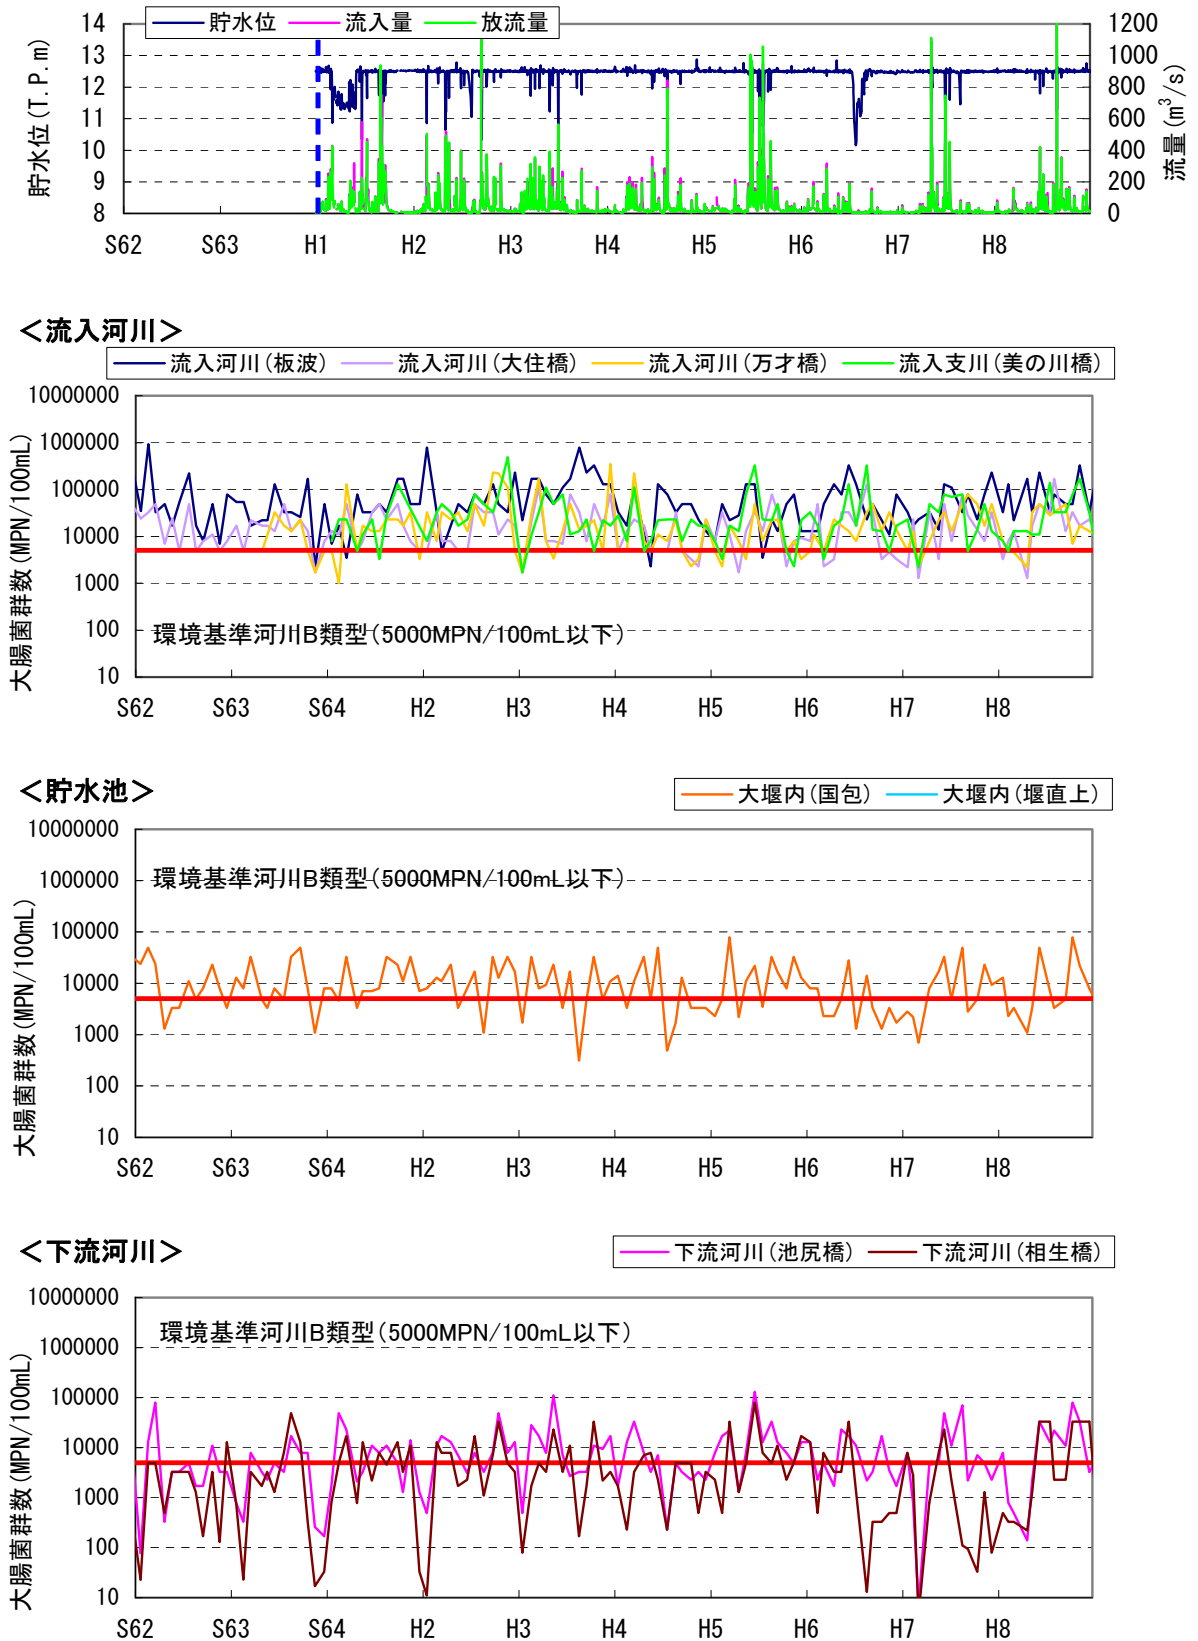 貯水位 流入量 放流量
貯水位(T.P.m)
14
13
12
11
10
9
8
1200
1000
800
600
400
200
0
流量(m³/s)
S62 S63 H1 H2 H3 H4 H5 H6 H7 H8
＜流入河川＞
流入河川(板波) 流入河川(大住橋) 流入河川(万才橋) 流入支川(美の川橋)
大腸菌群数(MPN/100mL)
10000000
1000000
100000
10000
1000
100
10
環境基準河川B類型(5000MPN/100mL以下)
S62 S63 S64 H2 H3 H4 H5 H6 H7 H8
＜貯水池＞
大堰内(国包) 大堰内(堰直上)
大腸菌群数(MPN/100mL)
10000000
1000000
100000
10000
1000
100
10
環境基準河川B類型(5000MPN/100mL以下)
S62 S63 S64 H2 H3 H4 H5 H6 H7 H8
＜下流河川＞
下流河川(池尻橋) 下流河川(相生橋)
大腸菌群数(MPN/100mL)
10000000
1000000
100000
10000
1000
100
10
環境基準河川B類型(5000MPN/100mL以下)
S62 S63 S64 H2 H3 H4 H5 H6 H7 H8